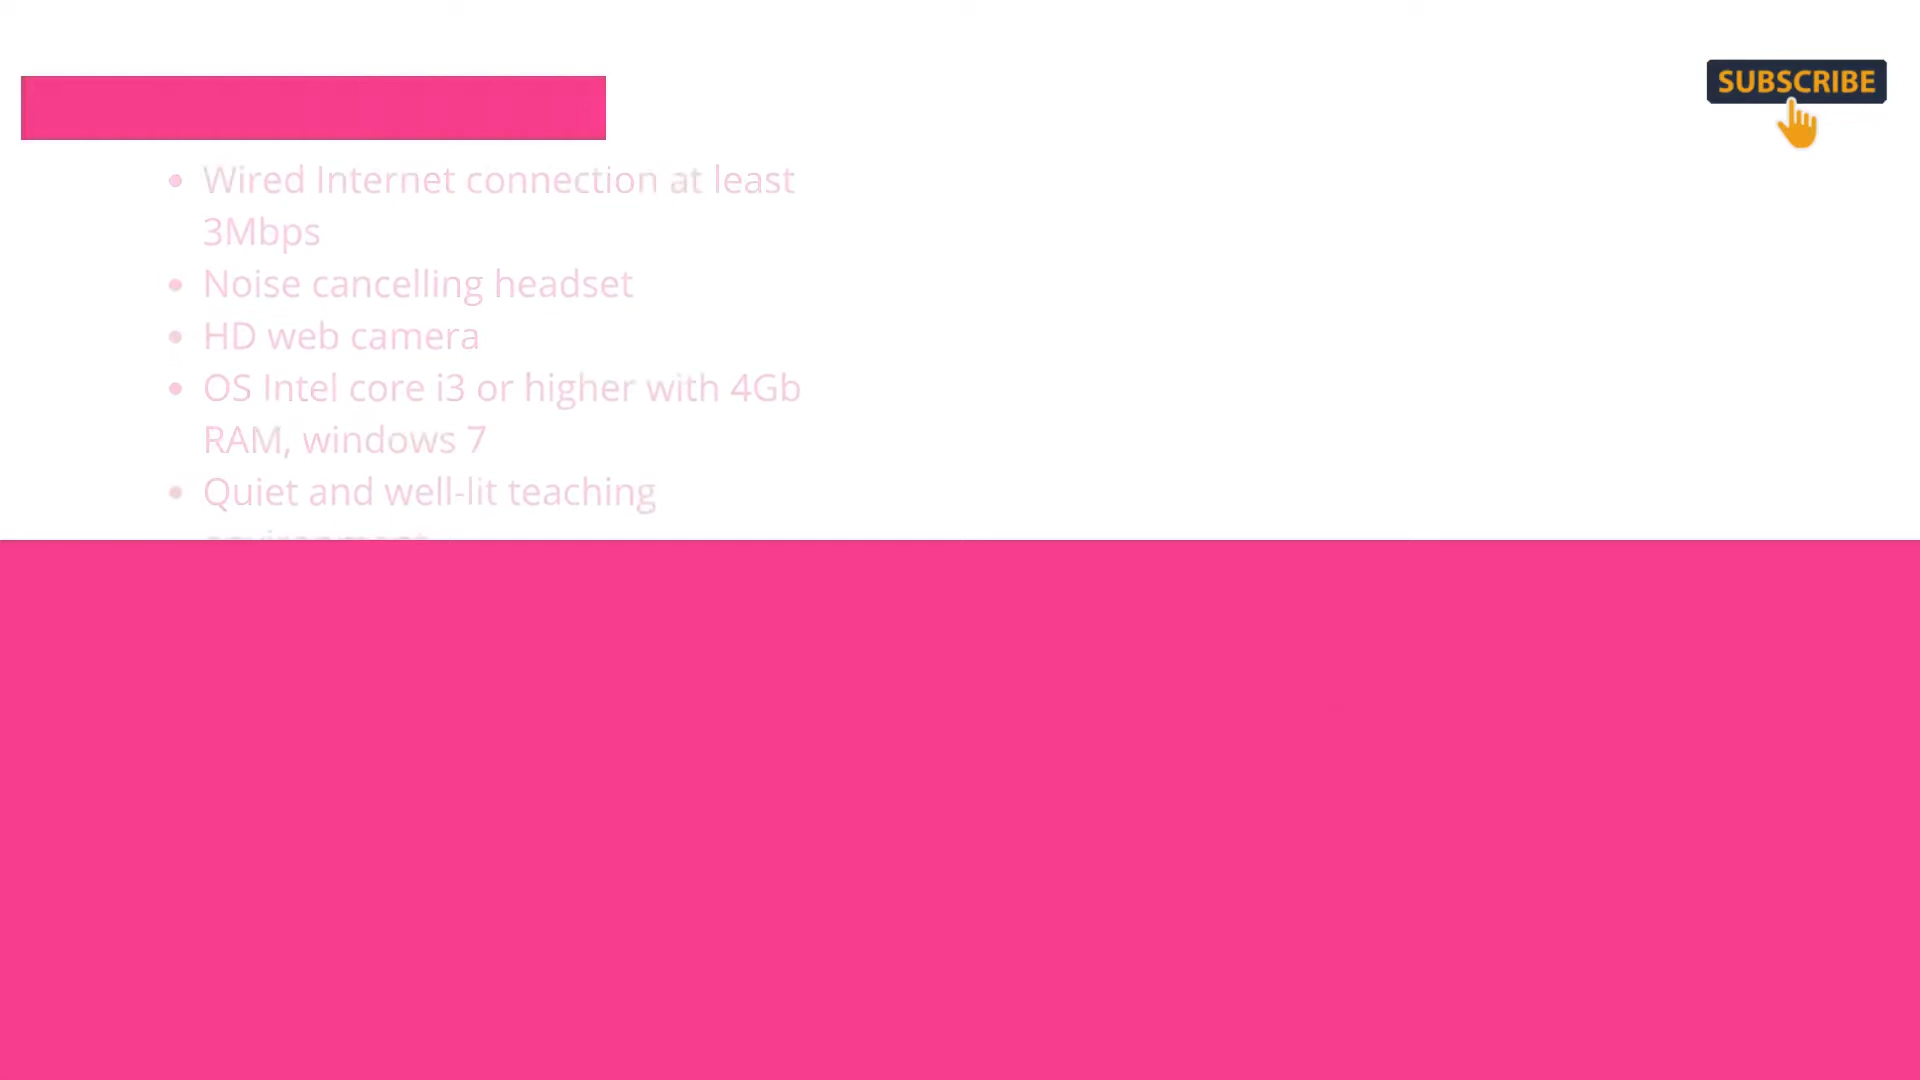 SUBSCRIBE
• Wired Internet connection at least
3Mbps
• Noise cancelling headset
• HD web camera
• OS Intel core i3 or higher with 4Gb
RAM, windows 7
• Quiet and well-lit teaching